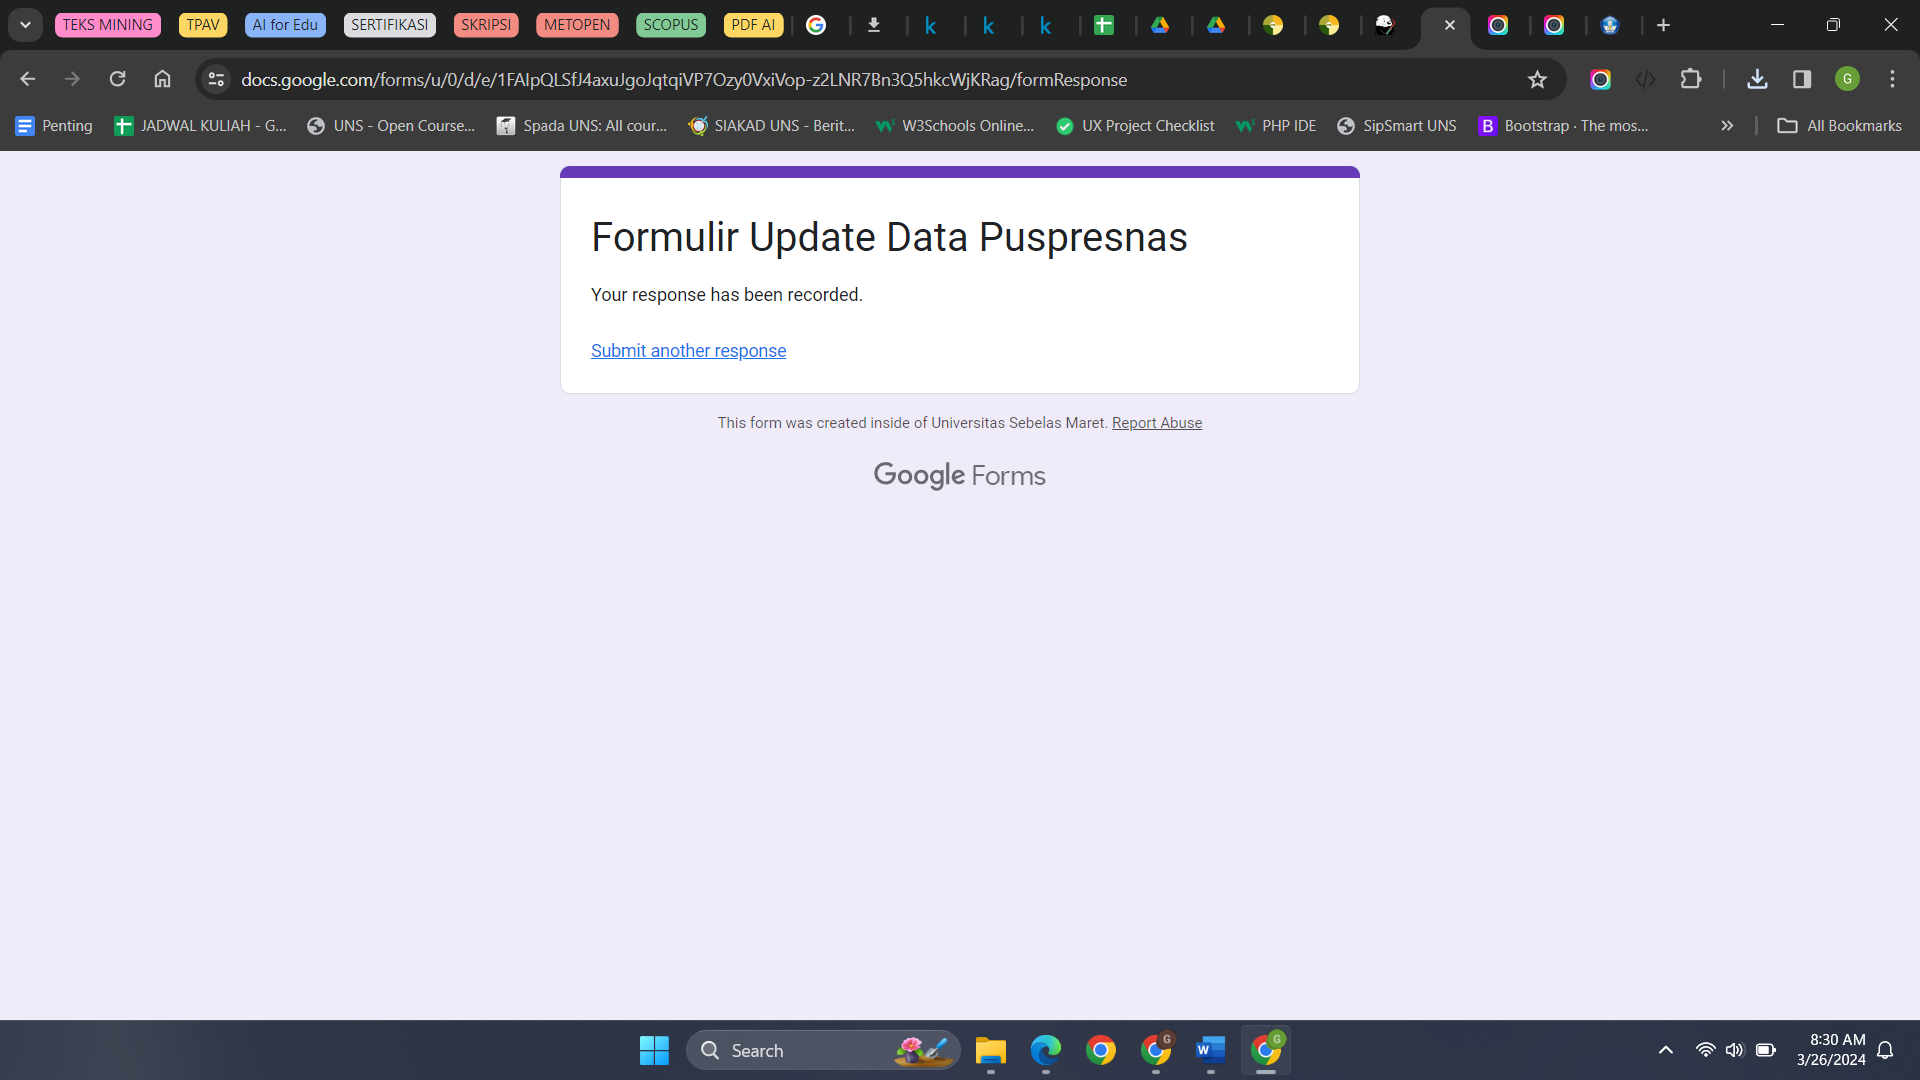 TEKS MINING TPAV AI for Edu SERTIFIKASI SKRIPSI METOPEN SCOPUS PDF AI
docs.google.com/forms/u/0/d/e/1FAIpQLSfJ4axuJgoJqtqiVP7Ozy0VxiVop-z2LNR7Bn3Q5hkcWjKRag/formResponse G
Penting JADWAL KULIAH - G... UNS - Open Course... Spada UNS: All cour... SIAKAD UNS - Berit... W3Schools Online... UX Project Checklist PHP IDE SipSmart UNS B Bootstrap · The mos... All Bookmarks
Formulir Update Data Puspresnas
Your response has been recorded.
Submit another response
This form was created inside of Universitas Sebelas Maret. Report Abuse
Google Forms
Search
8:30 AM
3/26/2024